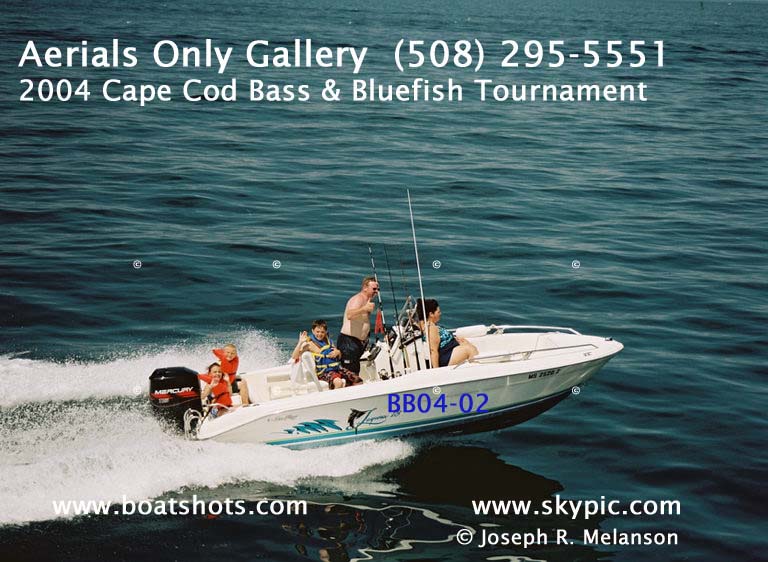 Aerials Only Gallery (508) 295-5551
2004 Cape Cod Bass & Bluefish Tournament
© © © ©
MERCURY
© ©
BB04-02
www.boatshots.com www.skypic.com
© Joseph R. Melanson